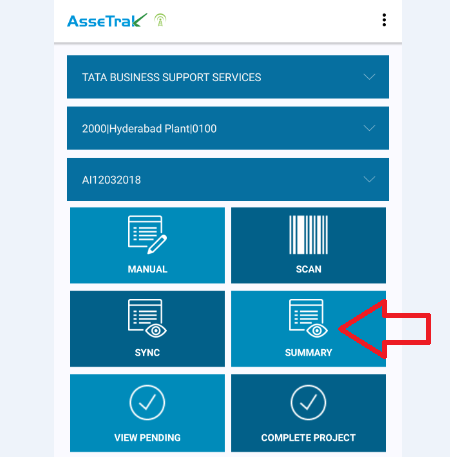 AsseTrak
TATA BUSINESS SUPPORT SERVICES
2000|Hyderabad Plant|0100
AI12032018
MANUAL
SCAN
SYNC
SUMMARY
VIEW PENDING
COMPLETE PROJECT